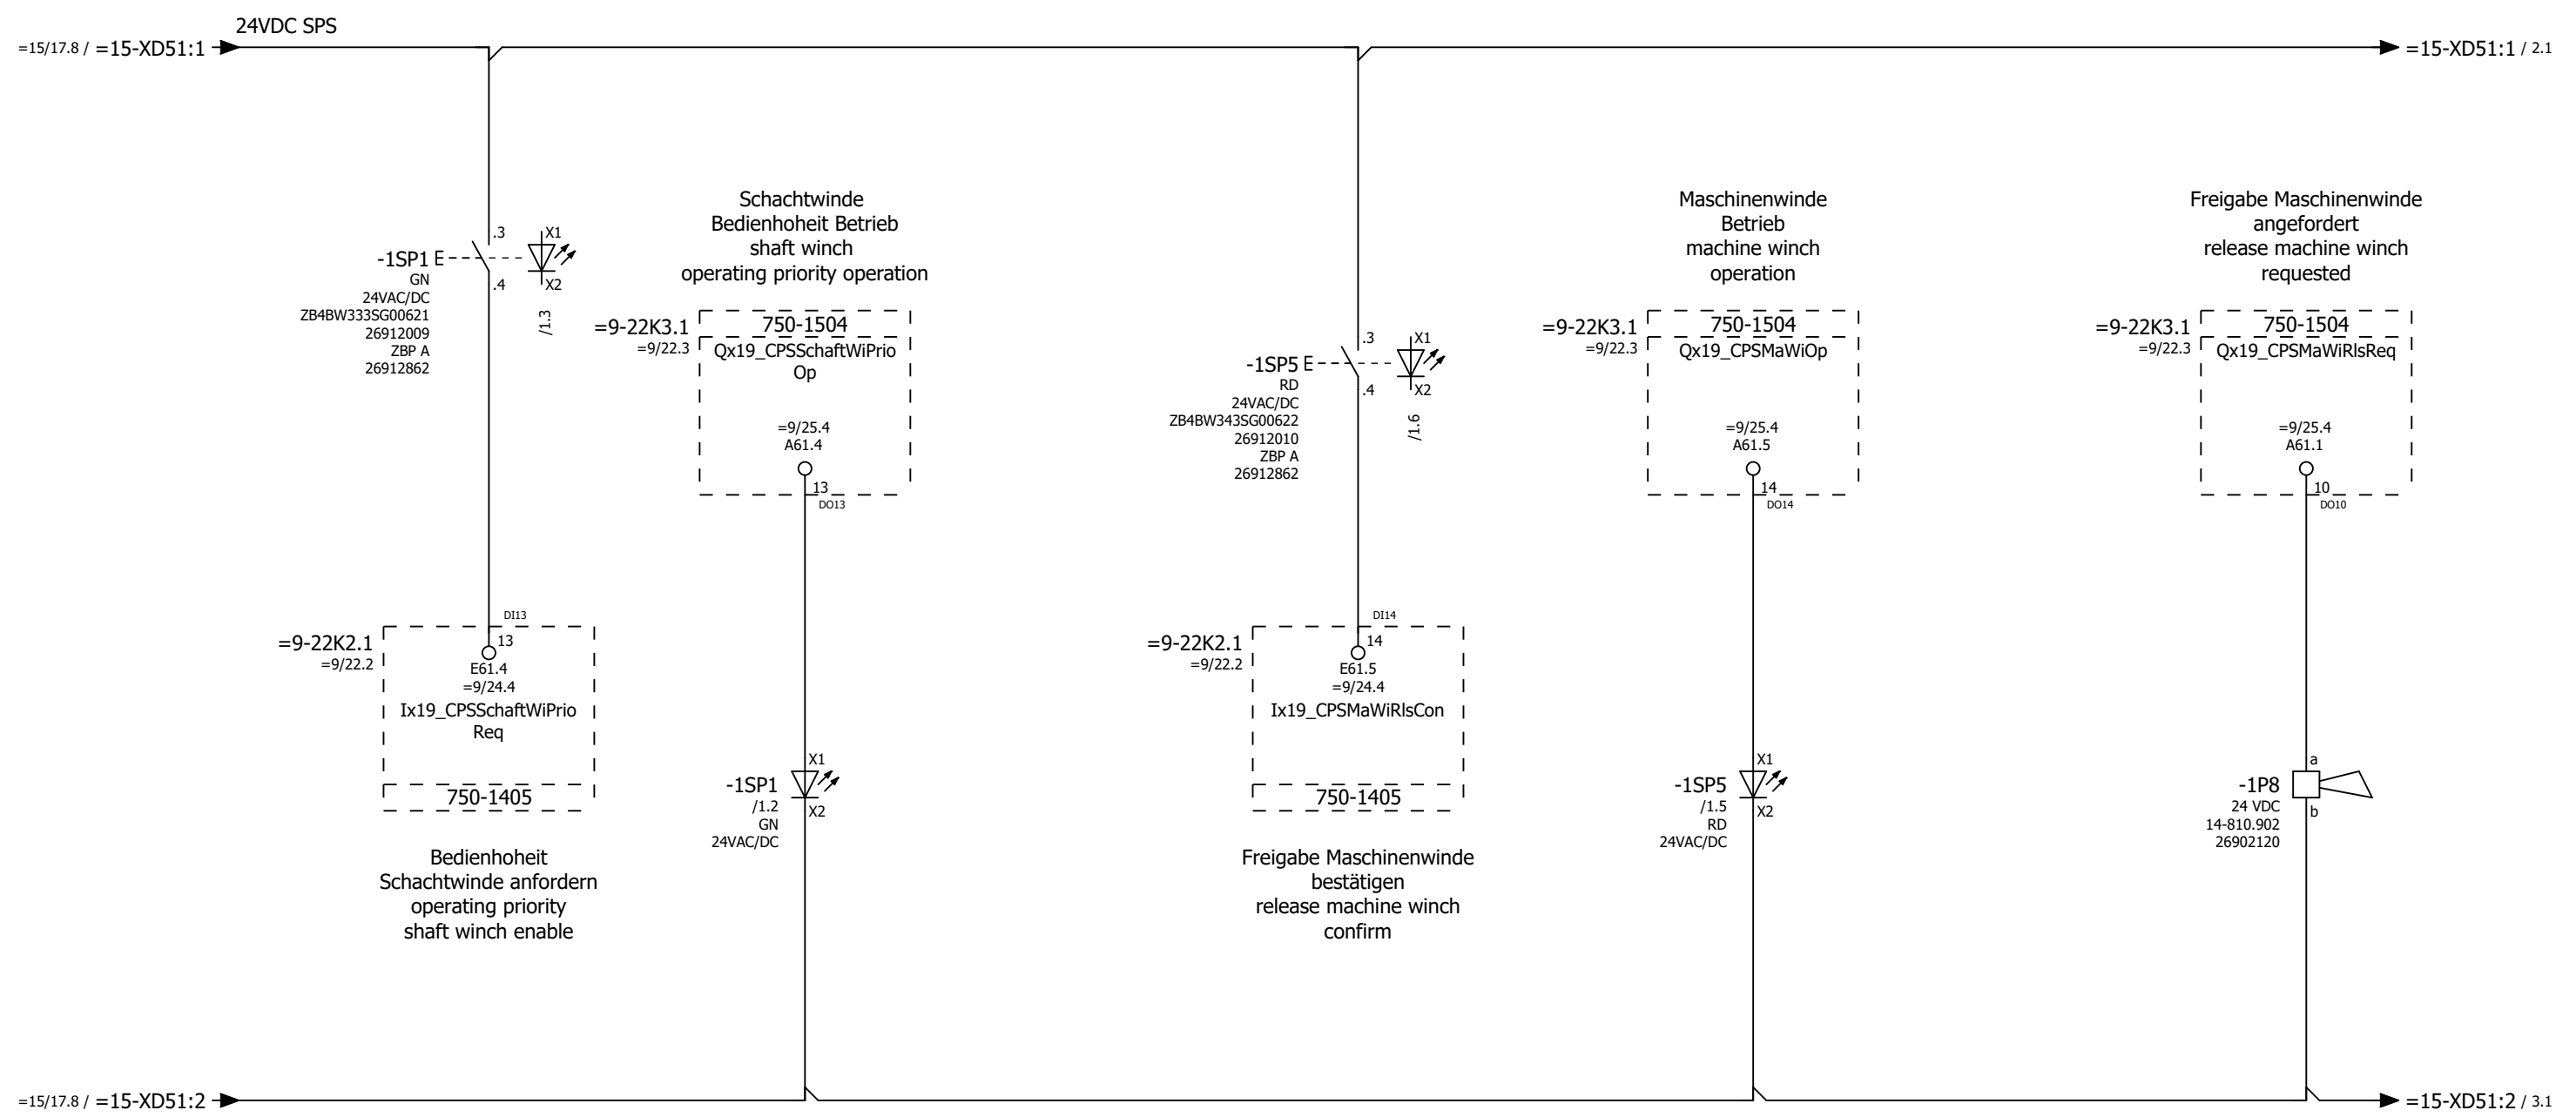 24VDC SPS
=15/17.8 / =15-XD51:1
=15-XD51:1 / 2.1
.3
-1SP1 E
.4
GN
24VAC/DC
ZB4BW333SG00621
26912009
ZBP A
26912862
X1
X2
/1.3
DI13
13
=9-22K2.1
=9/22.2
E61.4
=9/24.4
Ix19_CPSSchaftWiPrio
Req
750-1405
Bedienhoheit
Schachtwinde anfordern
operating priority
shaft winch enable
Schachtwinde
Bedienhoheit Betrieb
shaft winch
operating priority operation
=9-22K3.1
=9/22.3
750-1504
Qx19_CPSSchaftWiPrio
Op
=9/25.4
A61.4
13
DO13
X1
-1SP1
/1.2
X2
GN
24VAC/DC
.3
-1SP5 E
.4
RD
24VAC/DC
ZB4BW343SG00622
26912010
ZBP A
26912862
X1
X2
/1.6
DI14
14
=9-22K2.1
=9/22.2
E61.5
=9/24.4
Ix19_CPSMaWiRlsCon
750-1405
Freigabe Maschinenwinde
bestätigen
release machine winch
confirm
Maschinenwinde
Betrieb
machine winch
operation
=9-22K3.1
=9/22.3
750-1504
Qx19_CPSMaWiOp
=9/25.4
A61.5
14
DO14
X1
-1SP5
/1.5
X2
RD
24VAC/DC
Freigabe Maschinenwinde
angefordert
release machine winch
requested
=9-22K3.1
=9/22.3
750-1504
Qx19_CPSMaWiRlsReq
=9/25.4
A61.1
10
DO10
a
-1P8
b
24 VDC
14-810.902
26902120
=15/17.8 / =15-XD51:2
=15-XD51:2 / 3.1